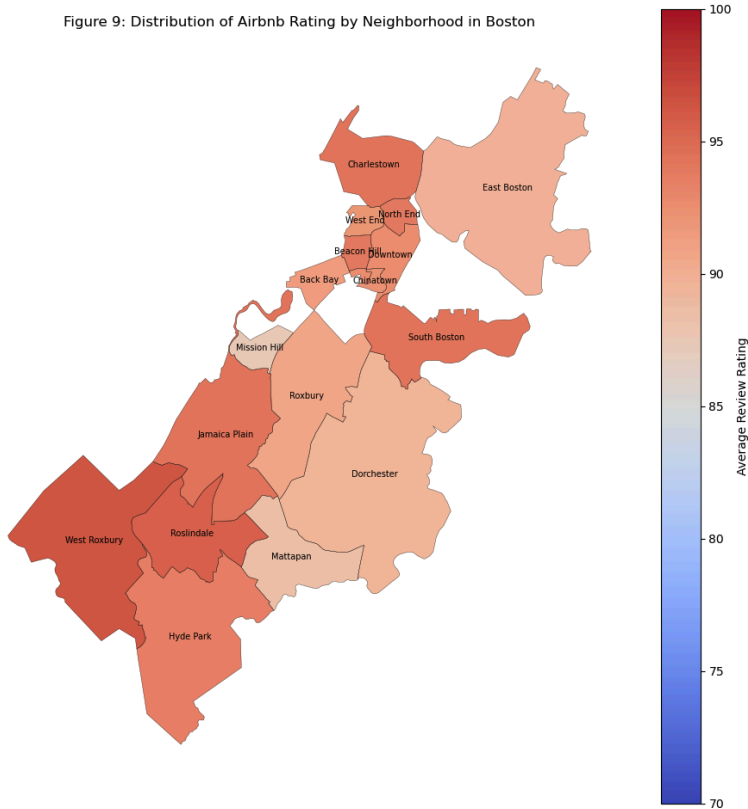 Figure 9: Distribution of Airbnb Rating by Neighborhood in Boston
100
Charlestown
East Boston
North End
West End
95
Beacon Hill
Downtown
Back Bay
Chinatown
90
South Boston
Mission Hill
Roxbury
Average Review Rating
85
Jamaica Plain
Dorchester
Roslindale
West Roxbury
80
Mattapan
Hyde Park
75
70